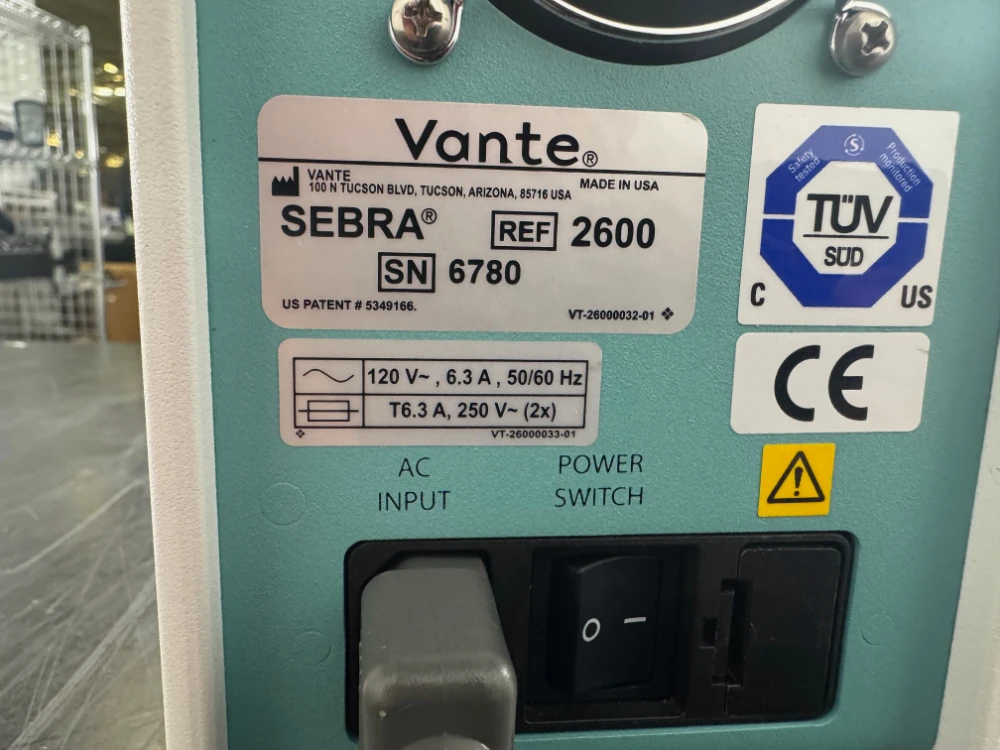 Vante®
VANTE
100 N TUCSON BLVD, TUCSON, ARIZONA, 85716 USA
MADE IN USA
SEBRA® REF 2600
SN 6780
US PATENT # 5349166.
VT-26000032-01
Safety tested
S
Production monitored
TÜV
SÜD
C US
120 V~ , 6.3 A , 50/60 Hz
T6.3 A, 250 V~ (2x)
VT-26000033-01
CE
AC
INPUT
POWER
SWITCH
O –